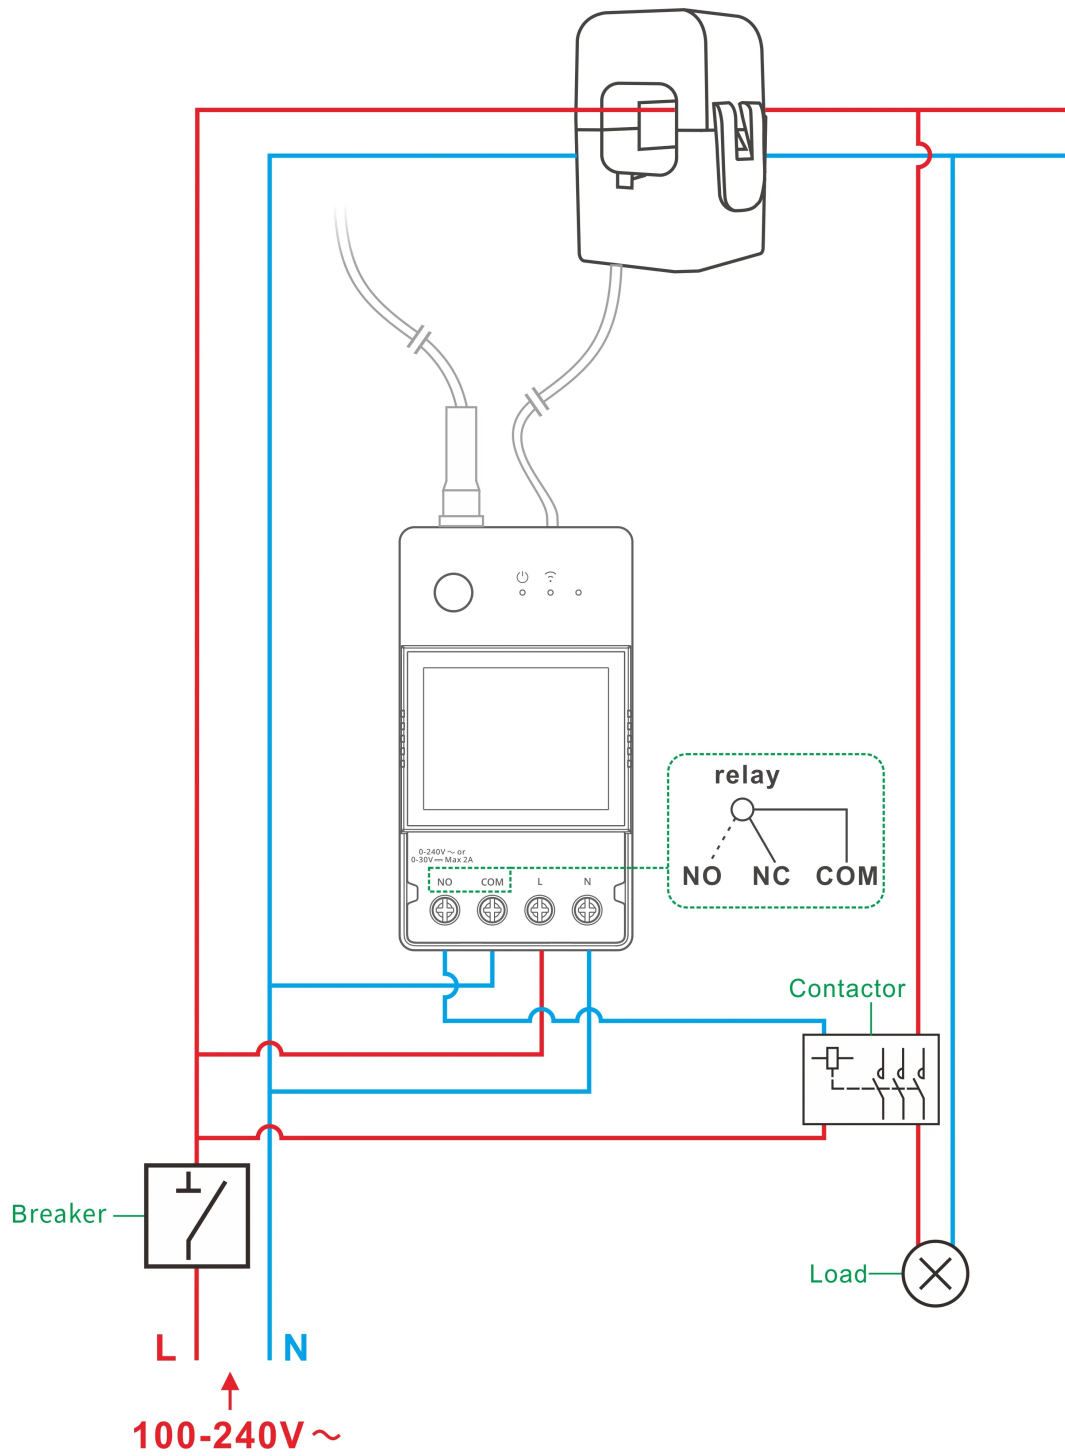 relay
NO NC COM
0-240V ~ or
0-30V⎓ Max 2A
NO COM L N
Contactor
Breaker
Load
L N
100-240V ~